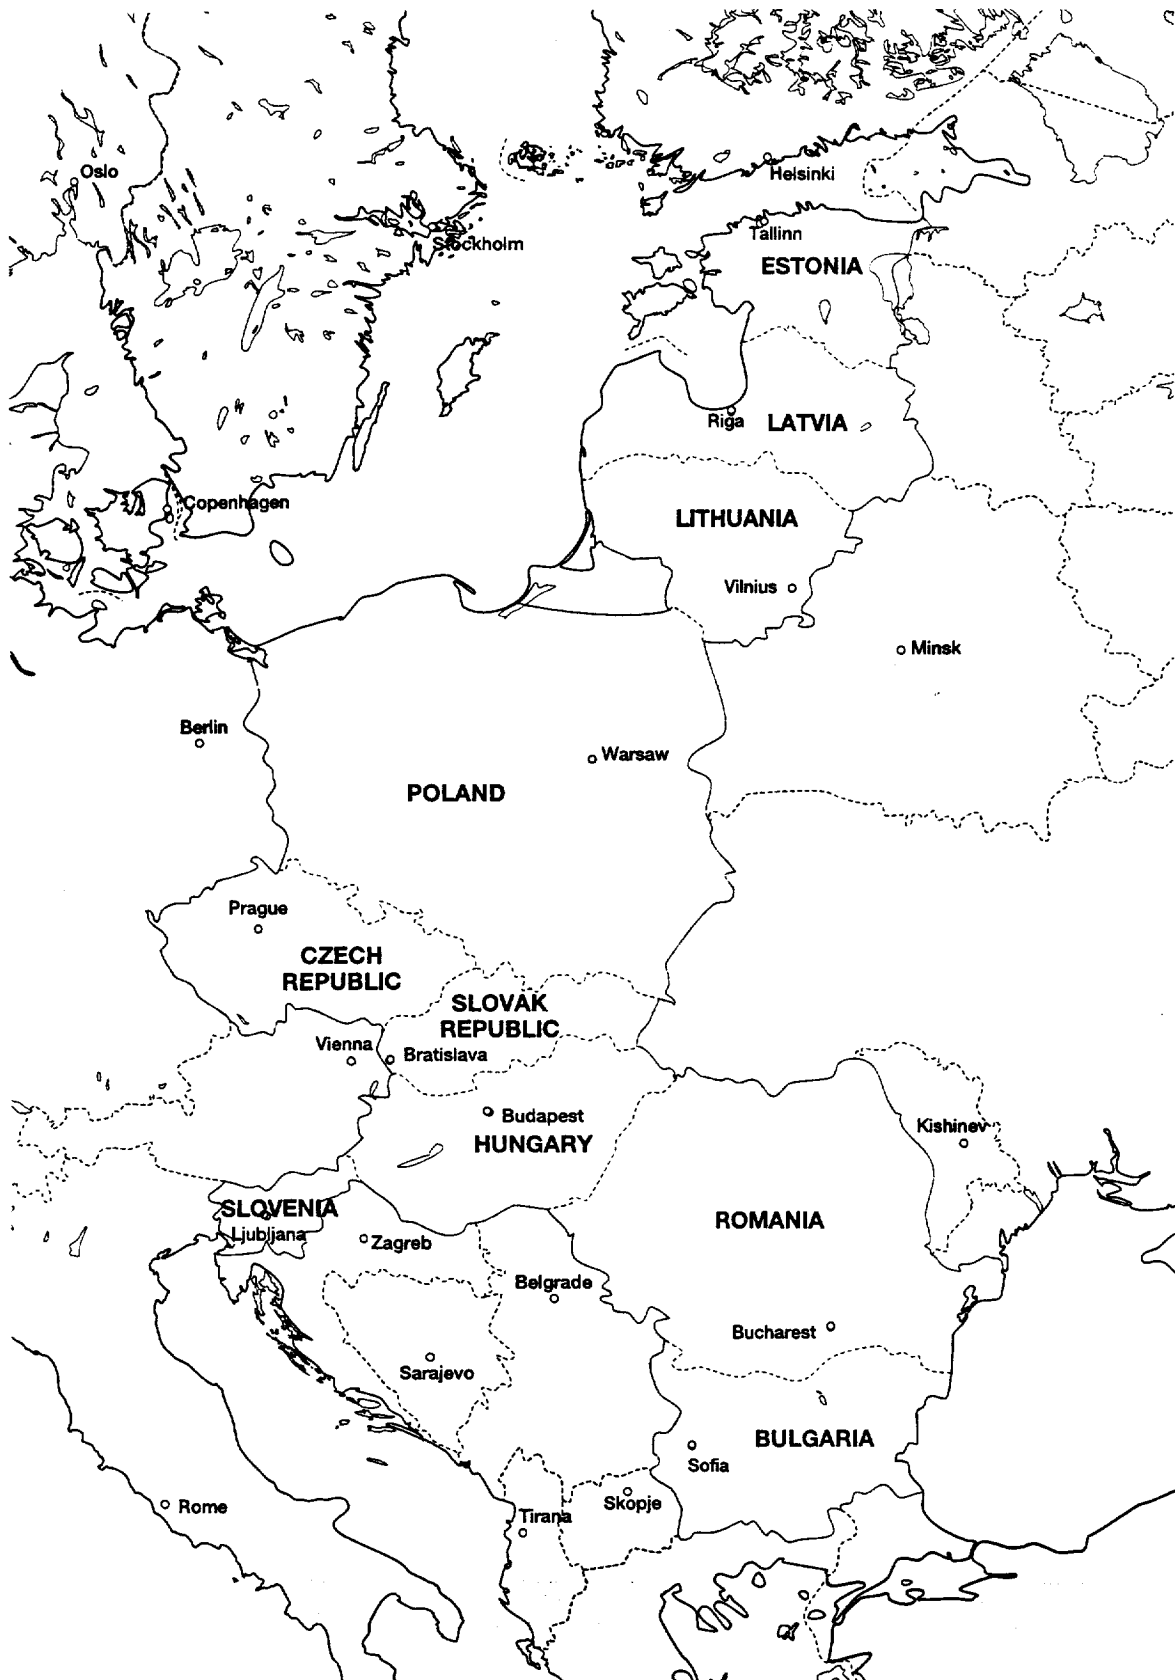 Oslo
Helsinki
Stockholm
Tallinn
ESTONIA
Riga
LATVIA
Copenhagen
LITHUANIA
Vilnius
Minsk
Berlin
Warsaw
POLAND
Prague
CZECH
REPUBLIC
SLOVAK
REPUBLIC
Vienna
Bratislava
Budapest
HUNGARY
Kishinev
SLOVENIA
Ljubljana
Zagreb
ROMANIA
Belgrade
Bucharest
Sarajevo
BULGARIA
Sofia
Rome
Skopje
Tirana